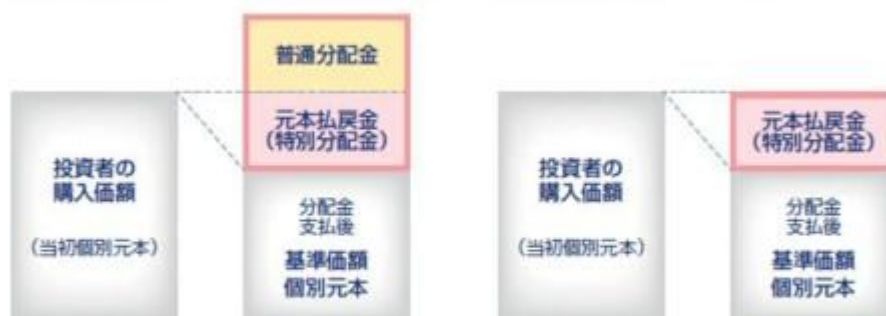 普通分配金
元本払戻金
（特別分配金）
投資者の
購入価額
（当初個別元本）
分配金
支払後
基準価額
個別元本
元本払戻金
（特別分配金）
投資者の
購入価額
（当初個別元本）
分配金
支払後
基準価額
個別元本